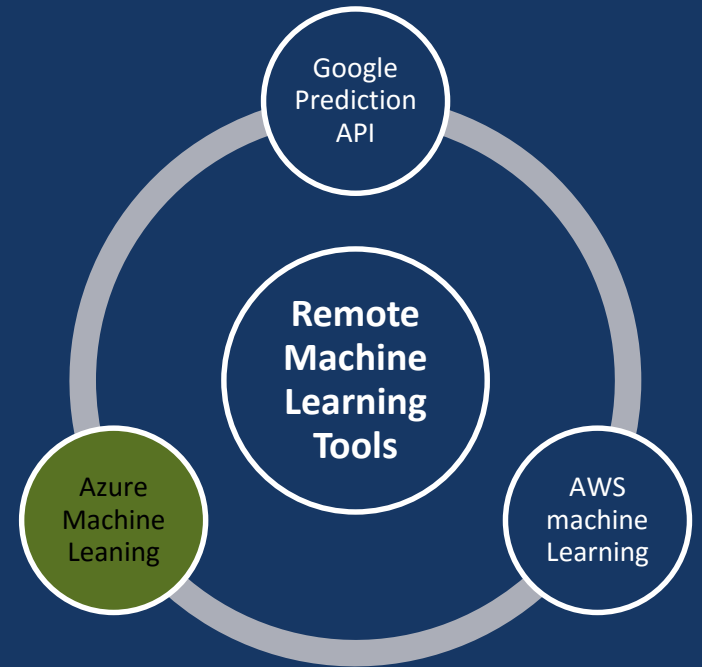 Google
Prediction
API
Remote
Machine
Learning
Tools
Azure
Machine
Leaning
AWS
machine
Learning